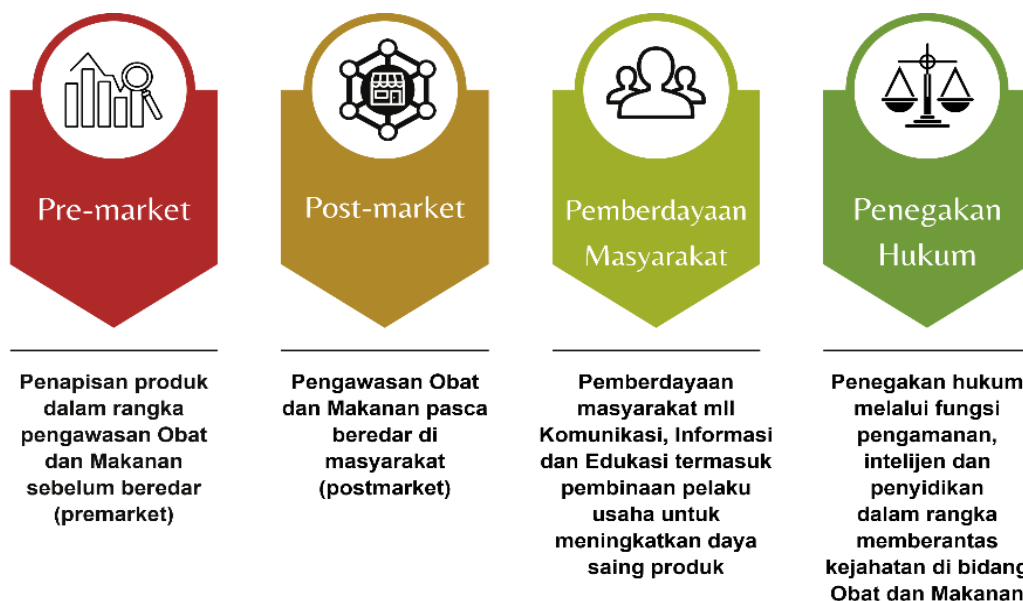 Pre-market
Penapisan produk
dalam rangka
pengawasan Obat
dan Makanan
sebelum beredar
(premarket)
Post-market
Pengawasan Obat
dan Makanan pasca
beredar di
masyarakat
(postmarket)
Pemberdayaan
Masyarakat
Pemberdayaan
masyarakat mll
Komunikasi, Informasi
dan Edukasi termasuk
pembinaan pelaku
usaha untuk
meningkatkan daya
saing produk
Penegakan
Hukum
Penegakan hukum
melalui fungsi
pengamanan,
intelijen dan
penyidikan
dalam rangka
memberantas
kejahatan di bidang
Obat dan Makanan